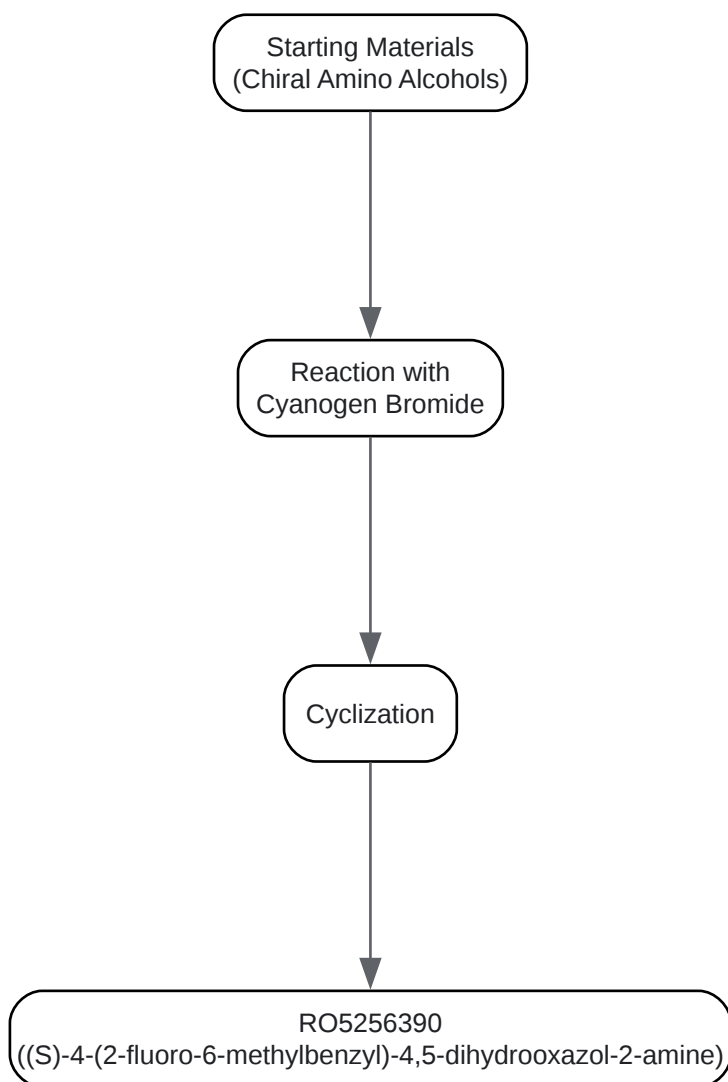 Starting Materials
(Chiral Amino Alcohols)
Reaction with
Cyanogen Bromide
Cyclization
RO5256390
((S)-4-(2-fluoro-6-methylbenzyl)-4,5-dihydrooxazol-2-amine)